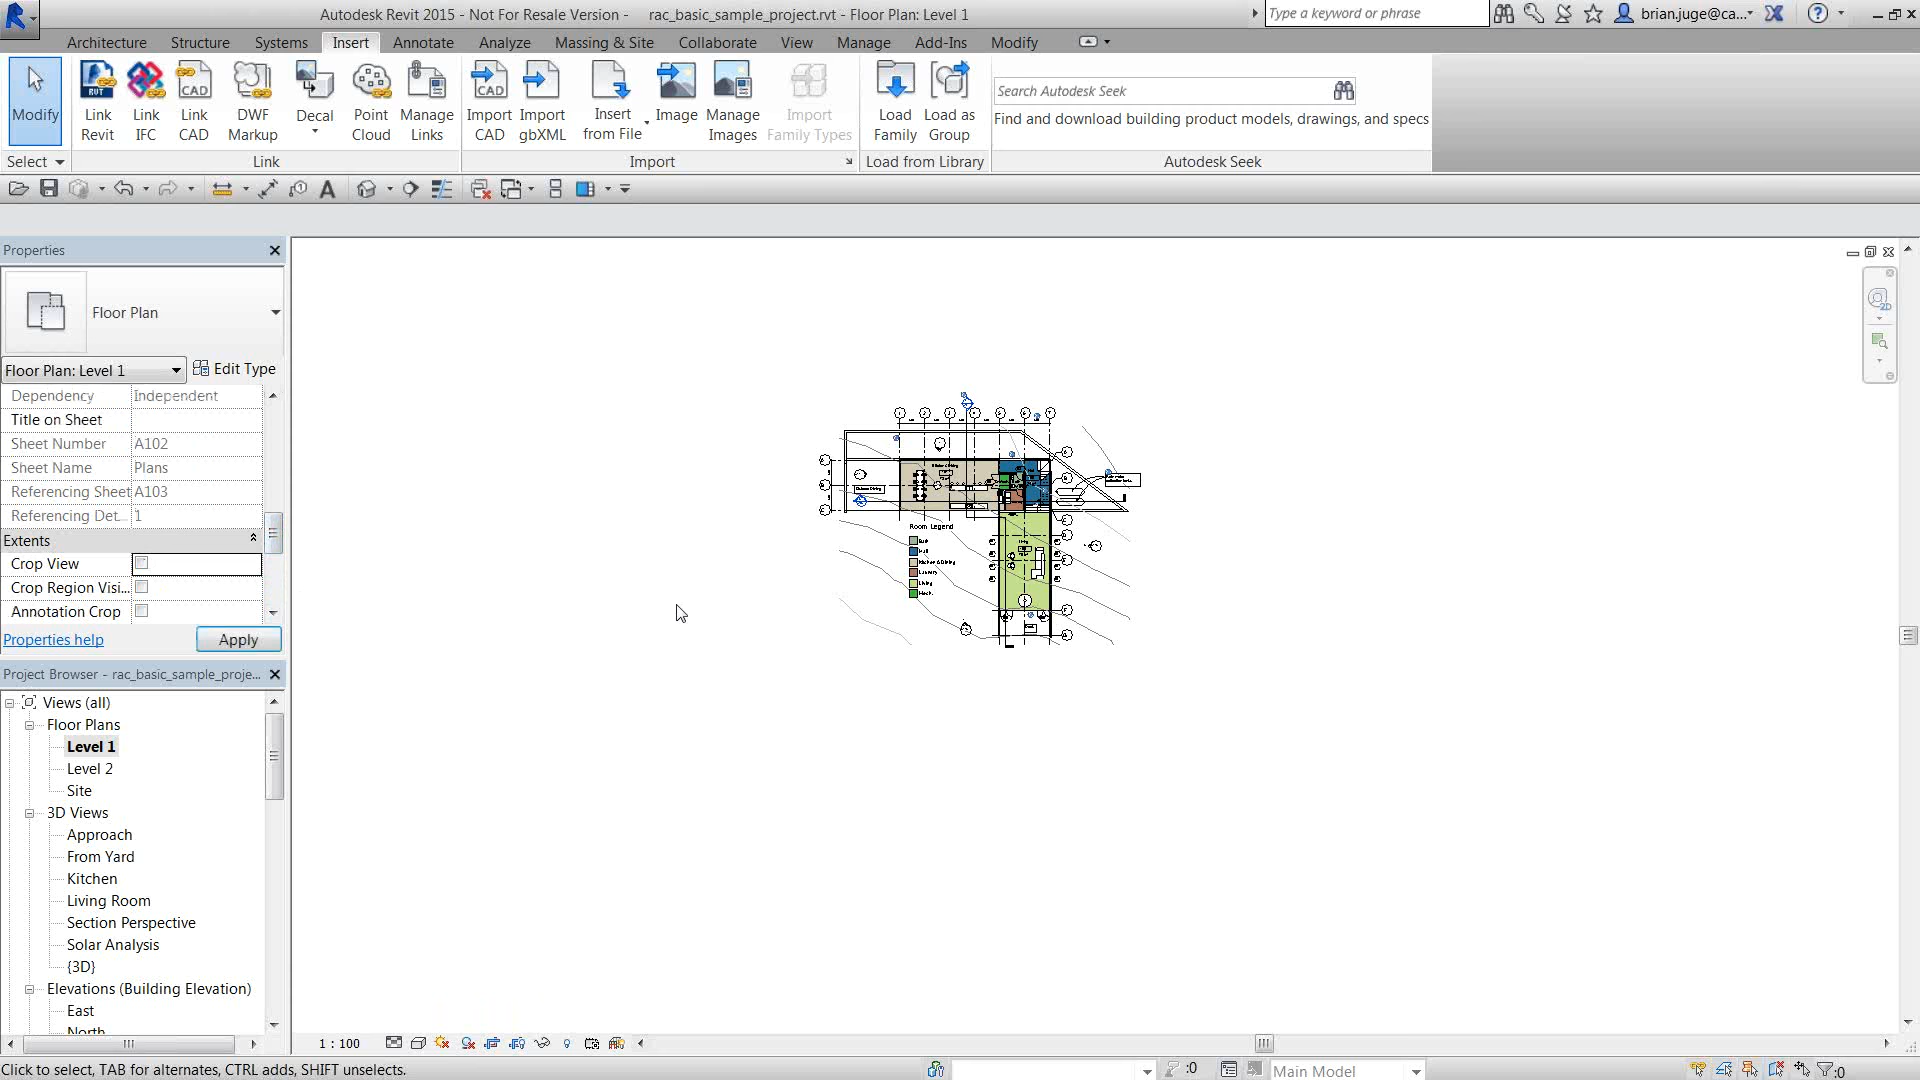 Autodesk Revit 2015 - Not For Resale Version - rac_basic_sample_project.rvt - Floor Plan: Level 1
Type a keyword or phrase
brian.juge@ca...
Architecture Structure Systems Insert Annotate Analyze Massing & Site Collaborate View Manage Add-Ins Modify
Modify
Link Revit
Link IFC
Link CAD
DWF Markup
Decal
Point Cloud
Manage Links
Import CAD
Import gbXML
Insert from File
Image
Manage Images
Import Family Types
Load Family
Load as Group
Search Autodesk Seek
Find and download building product models, drawings, and specs
Select
Link
Import
Load from Library
Autodesk Seek
Properties
Floor Plan
Floor Plan: Level 1
Edit Type
Dependency Independent
Title on Sheet
Sheet Number A102
Sheet Name Plans
Referencing Sheet A103
Referencing Det... 1
Extents
Crop View
Crop Region Visi...
Annotation Crop
Properties help
Apply
Project Browser - rac_basic_sample_proje...
Views (all)
Floor Plans
Level 1
Level 2
Site
3D Views
Approach
From Yard
Kitchen
Living Room
Section Perspective
Solar Analysis
{3D}
Elevations (Building Elevation)
East
North
Room Legend
Hall
Kitchen & Dining
Laundry
Living
Mech.
2D
1 : 100
Click to select, TAB for alternates, CTRL adds, SHIFT unselects.
:0
Main Model
:0